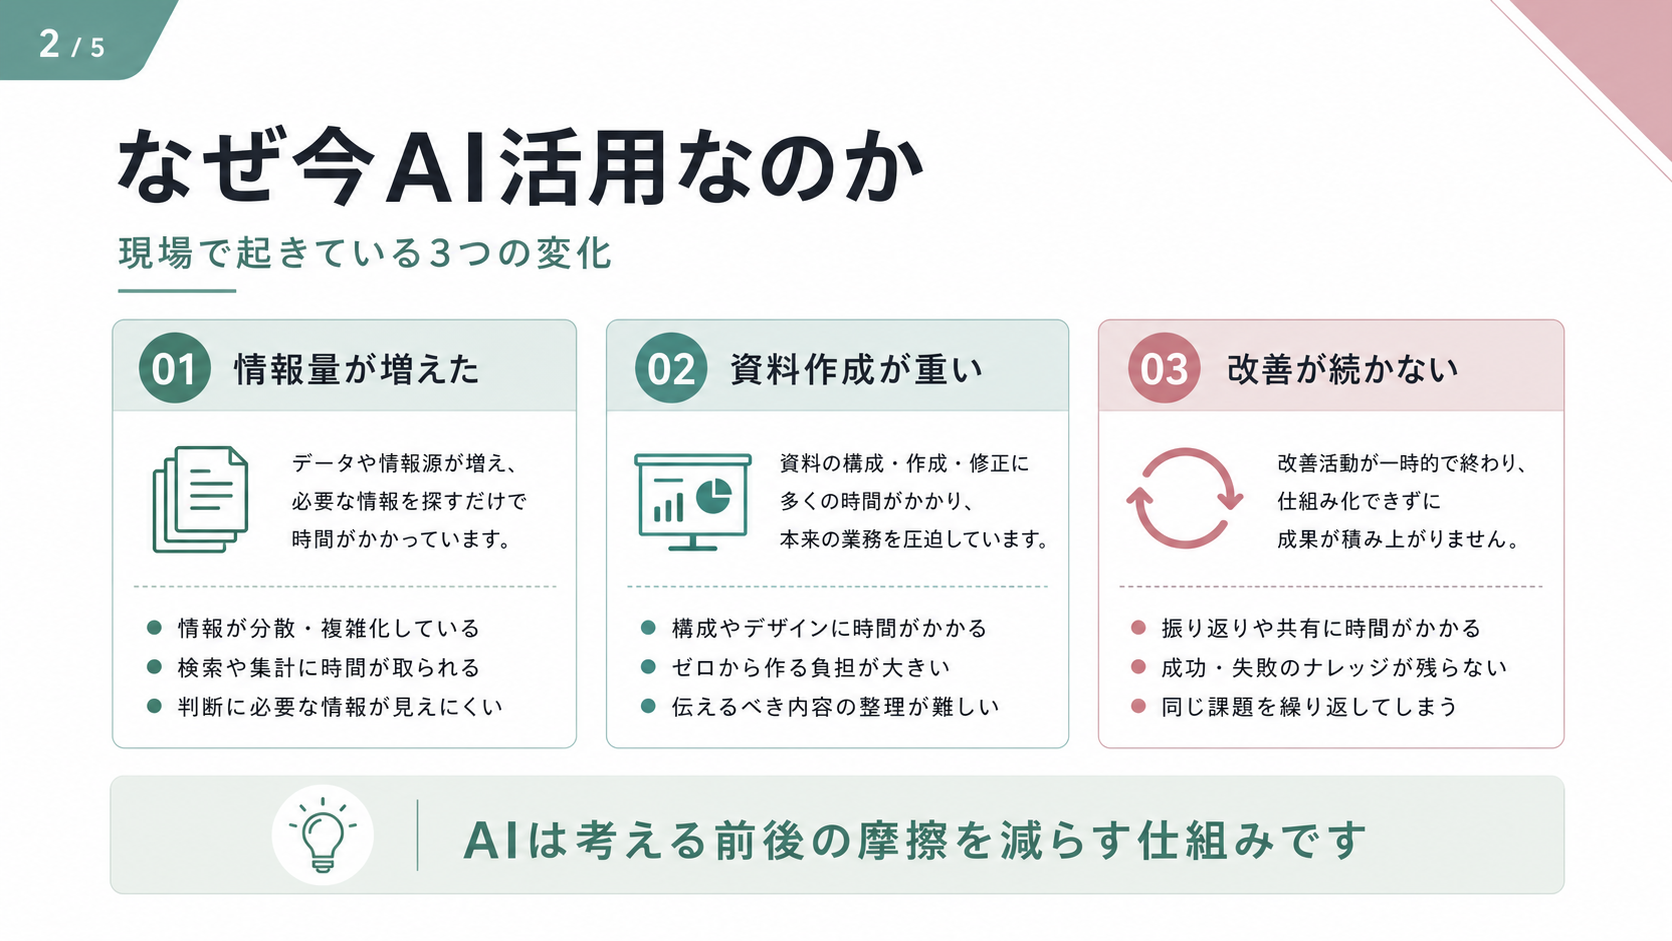 2 / 5
なぜ今AI活用なのか
現場で起きている3つの変化
01 情報量が増えた
データや情報源が増え、
必要な情報を探すだけで
時間がかかっています。
情報が分散・複雑化している
検索や集計に時間が取られる
判断に必要な情報が見えにくい
02 資料作成が重い
資料の構成・作成・修正に
多くの時間がかかり、
本来の業務を圧迫しています。
構成やデザインに時間がかかる
ゼロから作る負担が大きい
伝えるべき内容の整理が難しい
03 改善が続かない
改善活動が一時的で終わり、
仕組み化できずに
成果が積み上がりません。
振り返りや共有に時間がかかる
成功・失敗のナレッジが残らない
同じ課題を繰り返してしまう
AIは考える前後の摩擦を減らす仕組みです